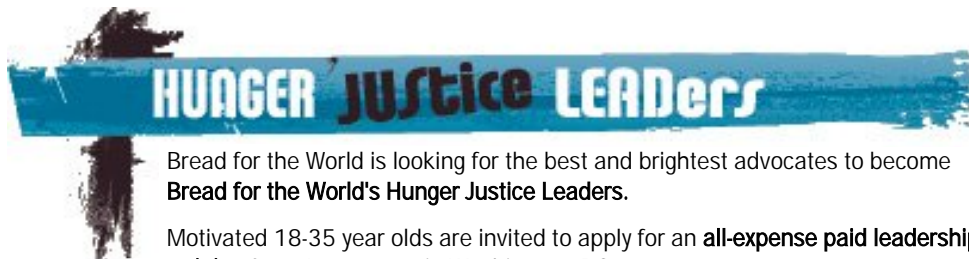 HUNGER JUSTICE LEADERS
Bread for the World is looking for the best and brightest advocates to become
Bread for the World's Hunger Justice Leaders.
Motivated 18-35 year olds are invited to apply for an all-expense paid leadership